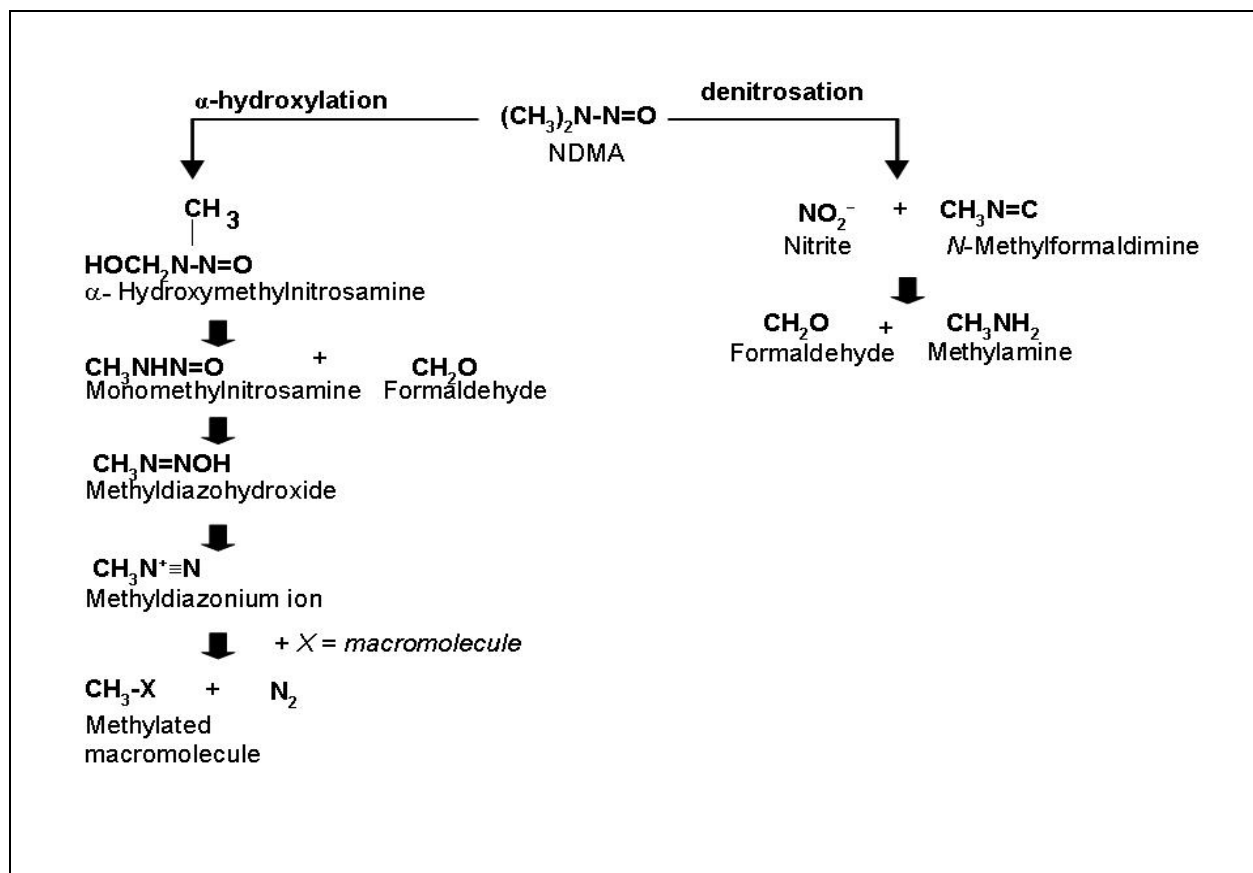 α-hydroxylation
(CH₃)₂N-N=O
NDMA
denitrosation
CH₃
HOCH₂N-N=O
α- Hydroxymethylnitrosamine
CH₃NHN=O + CH₂O
Monomethylnitrosamine Formaldehyde
CH₃N=NOH
Methyldiazohydroxide
CH₃N⁺≡N
Methyldiazonium ion
+ X = macromolecule
CH₃-X + N₂
Methylated
macromolecule
NO₂⁻ + CH₃N=C
Nitrite N-Methylformaldimine
CH₂O + CH₃NH₂
Formaldehyde Methylamine